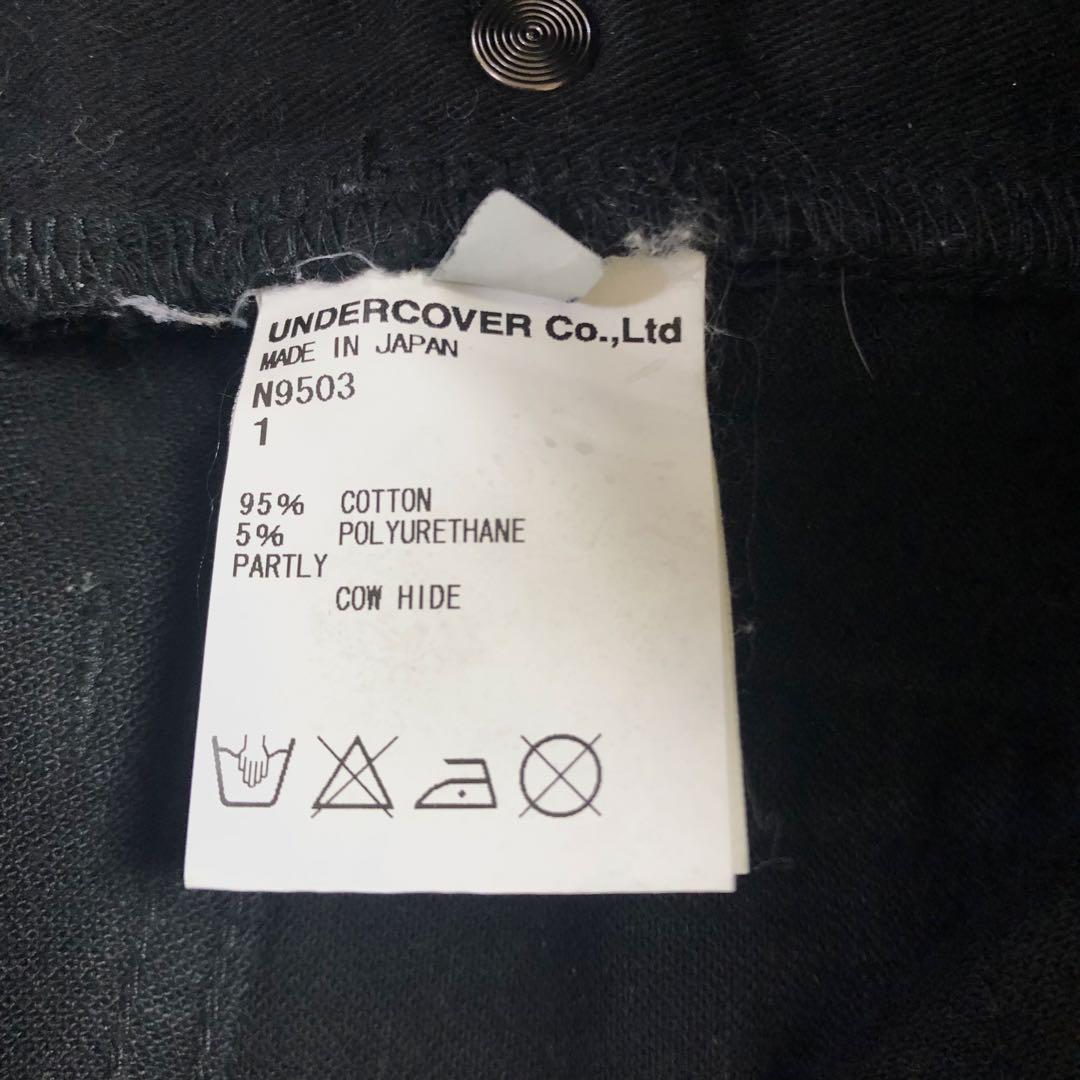 UNDERCOVER Co.,Ltd
MADE IN JAPAN
N9503
1
95% COTTON
5% POLYURETHANE
PARTLY
COW HIDE